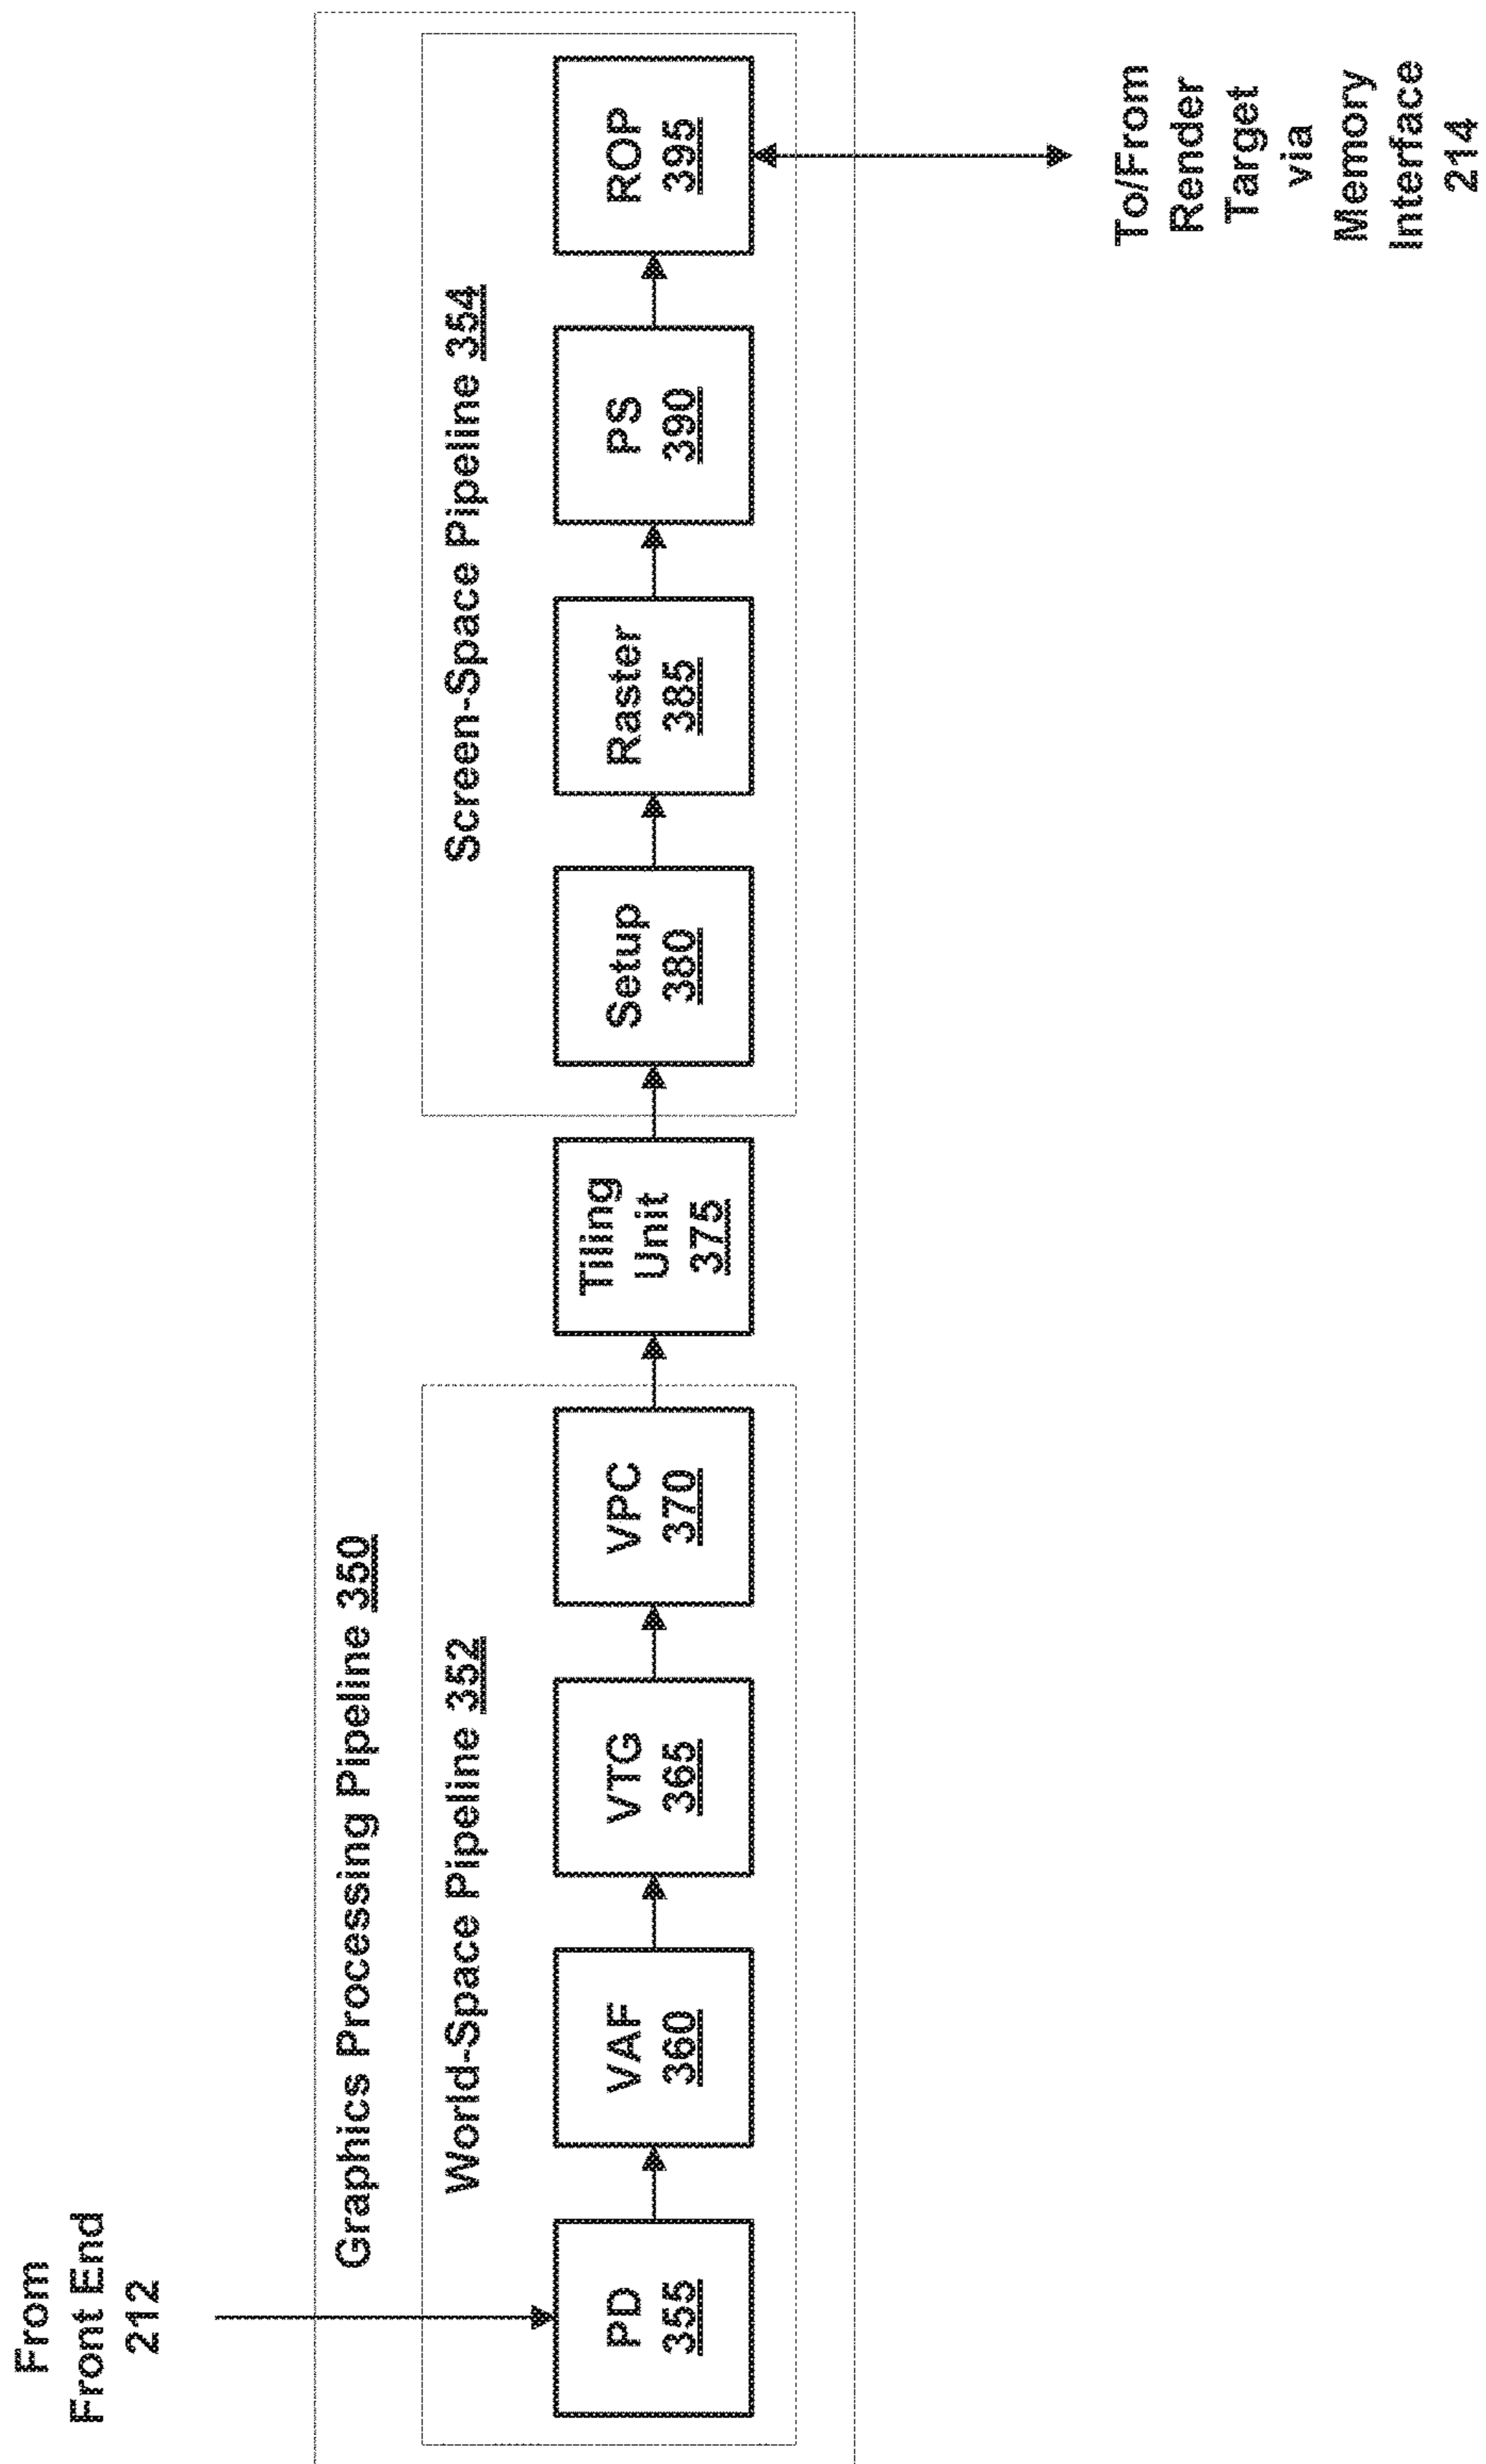 From
Front End
212
Graphics Processing Pipeline 350
World-Space Pipeline 352
PD
355
VAF
360
VTG
365
VPC
370
Tiling
Unit
375
Screen-Space Pipeline 354
Setup
380
Raster
385
PS
390
ROP
395
To/From
Render
Target
via
Memory
Interface
214